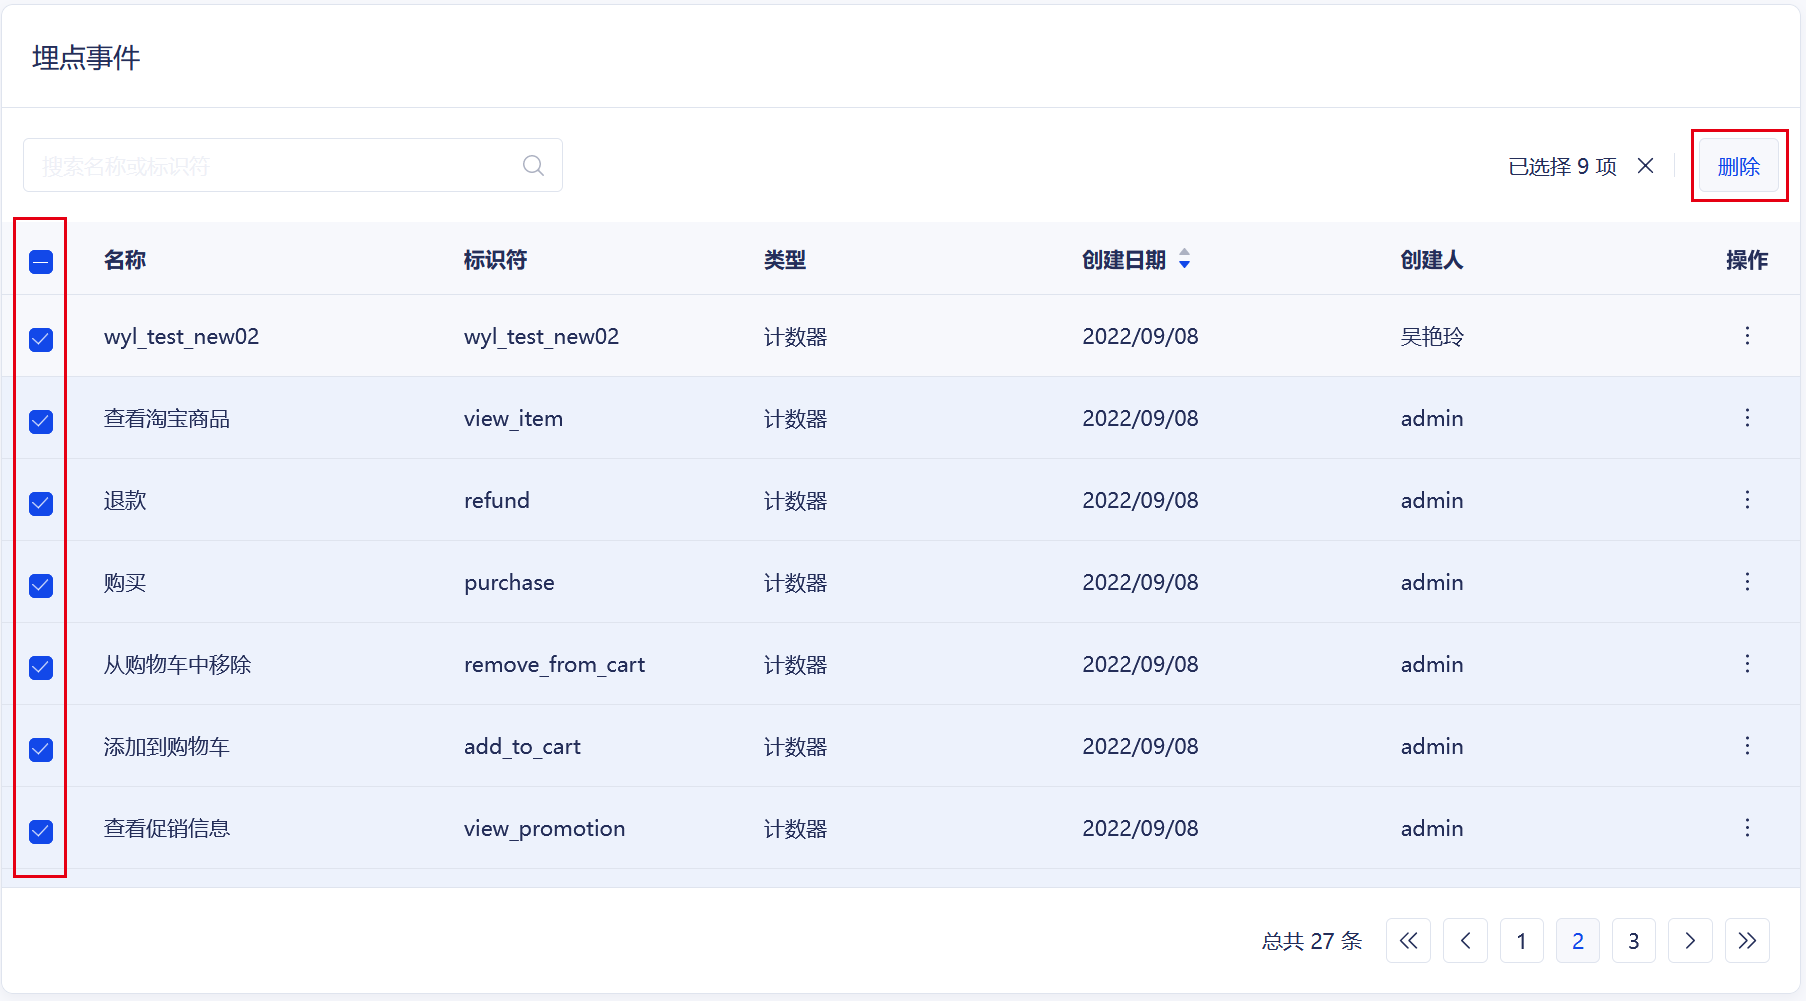 埋点事件
搜索名称或标识符
已选择 9 项
删除
名称 标识符 类型 创建日期 创建人 操作
wyl_test_new02 wyl_test_new02 计数器 2022/09/08 吴艳玲
查看淘宝商品 view_item 计数器 2022/09/08 admin
退款 refund 计数器 2022/09/08 admin
购买 purchase 计数器 2022/09/08 admin
从购物车中移除 remove_from_cart 计数器 2022/09/08 admin
添加到购物车 add_to_cart 计数器 2022/09/08 admin
查看促销信息 view_promotion 计数器 2022/09/08 admin
总共 27 条 1 2 3